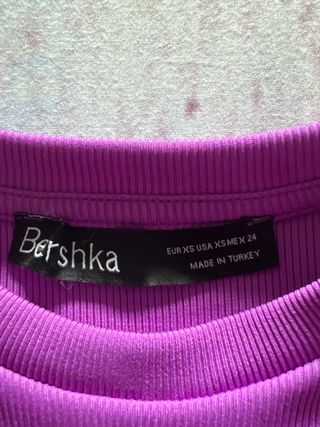 Bershka
EUR XS USA XS MEX 24
MADE IN TURKEY